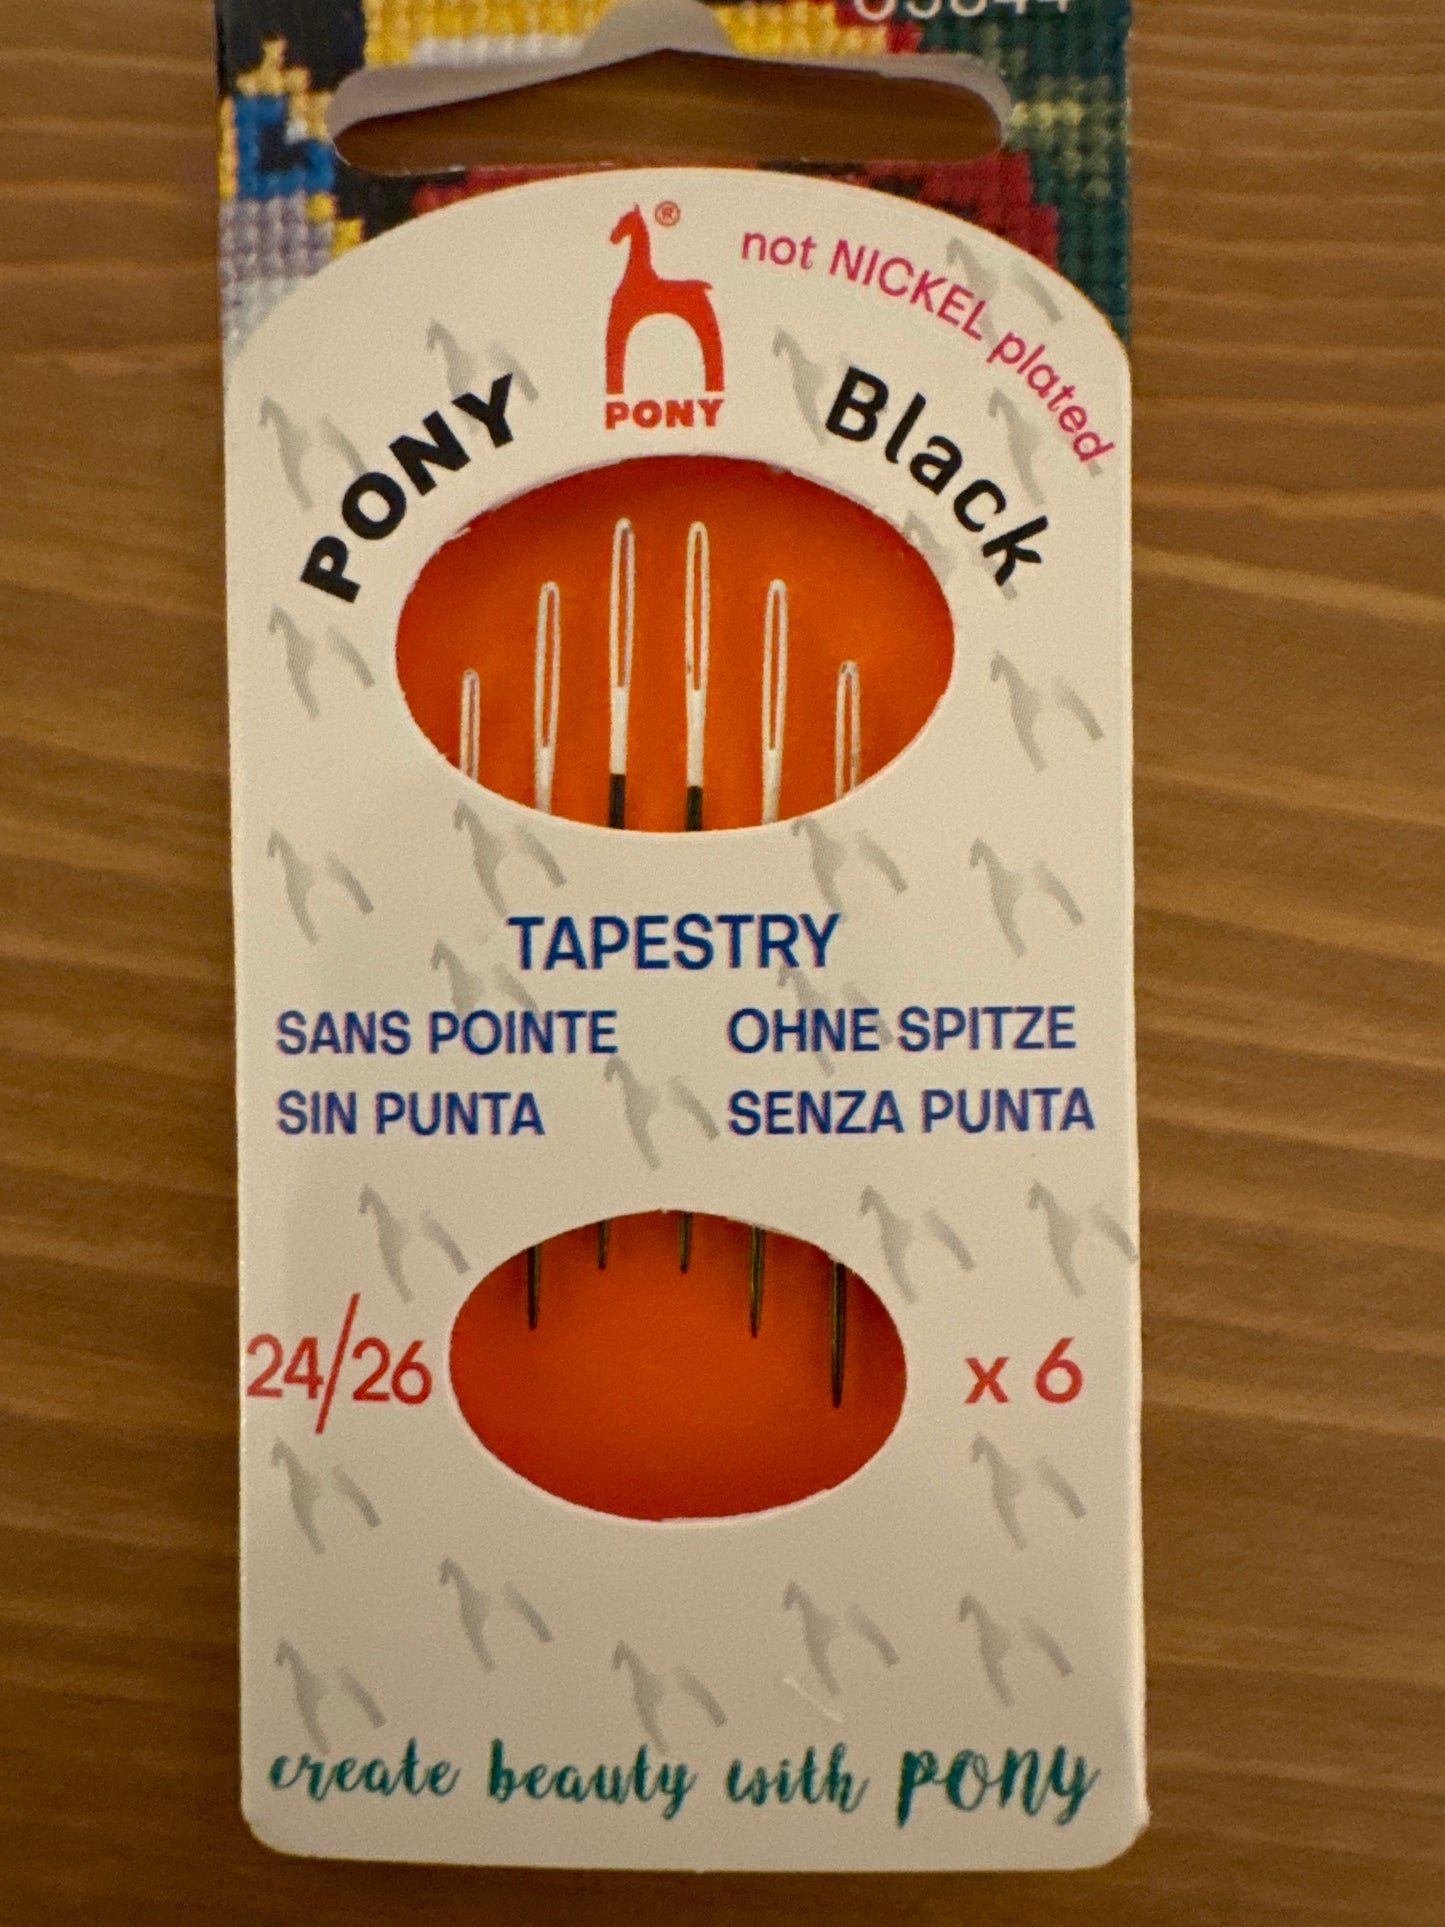 ®
not NICKEL plated
PONY
PONY Black
TAPESTRY
SANS POINTE OHNE SPITZE
SIN PUNTA SENZA PUNTA
24/26 x 6
create beauty with PONY